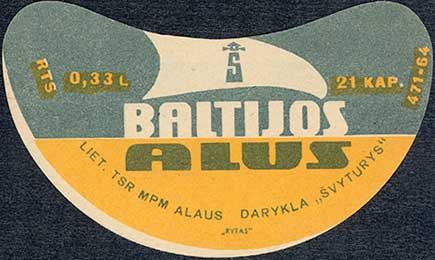 RTS
0,33 L
S
21 KAP.
471-64
BALTIJOS
ALUS
LIET. TSR MPM ALAUS DARYKLA „ŠVYTURYS“
„RYTAS“